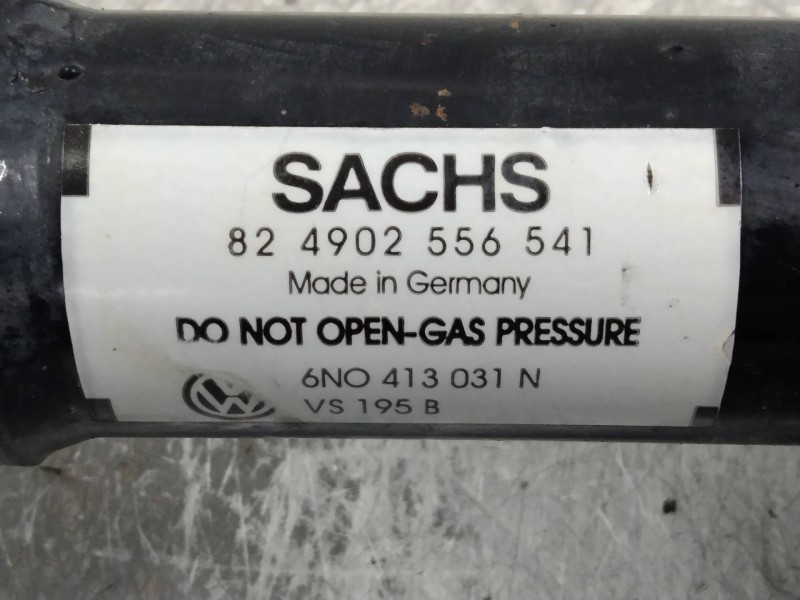 SACHS
82 4902 556 541
Made in Germany
DO NOT OPEN-GAS PRESSURE
6NO 413 031 N
VS 195 B